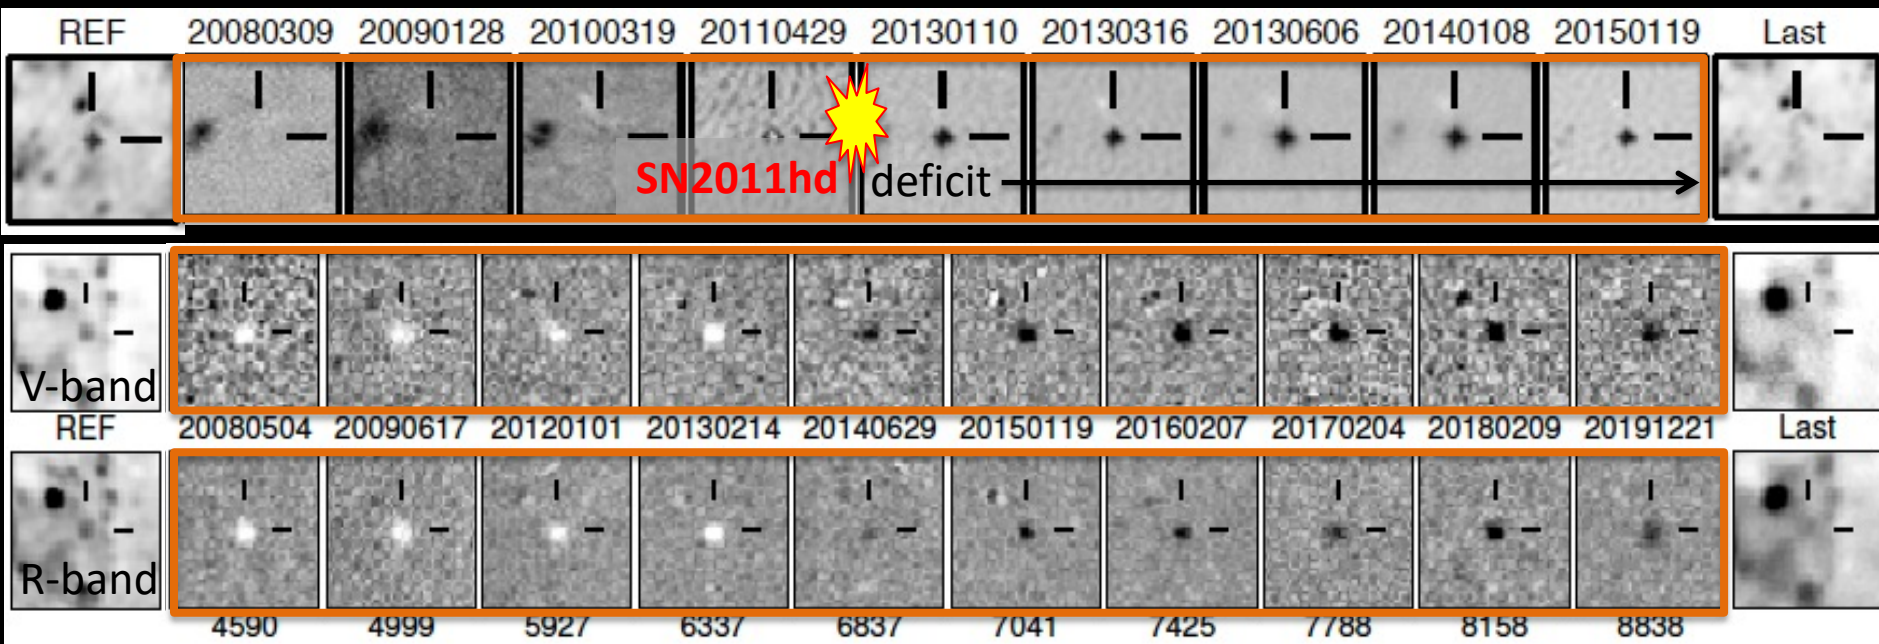 REF 20080309 20090128 20100319 20110429 20130110 20130316 20130606 20140108 20150119 Last
SN2011hd deficit
V-band
REF 20080504 20090617 20120101 20130214 20140629 20150119 20160207 20170204 20180209 20191221 Last
R-band
4590 4999 5927 6337 6837 7041 7425 7788 8158 8838